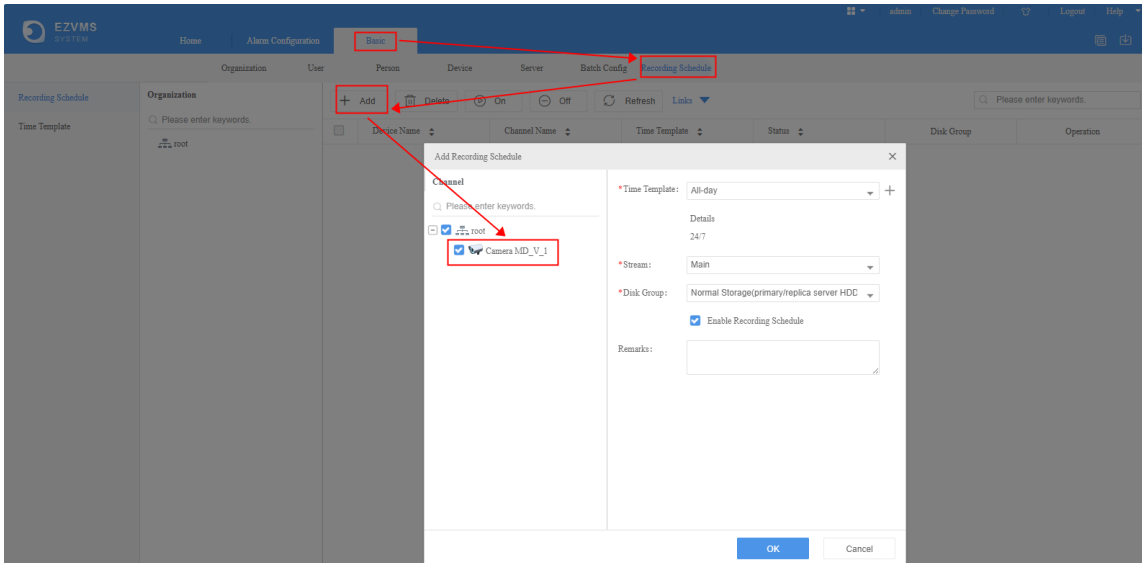 admin Change Password Logout Help
EZVMS
SYSTEM
Home Alarm Configuration Basic
Organization User Person Device Server Batch Config Recording Schedule
Recording Schedule
Time Template
Organization
Please enter keywords.
root
Add Delete On Off Refresh Links
Please enter keywords.
Device Name Channel Name Time Template Status Disk Group Operation
Add Recording Schedule
Channel
Please enter keywords.
root
Camera MD_V_1
*Time Template: All-day
Details
24/7
*Stream: Main
*Disk Group: Normal Storage(primary/replica server HDD
Enable Recording Schedule
Remarks:
OK Cancel